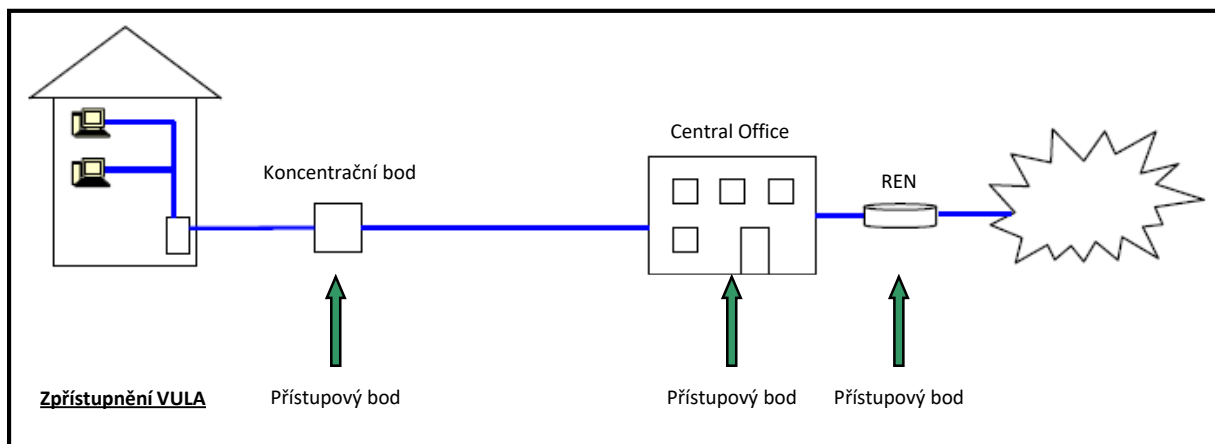 Central Office
Koncentrační bod
REN
Zpřístupnění VULA
Přístupový bod
Přístupový bod
Přístupový bod